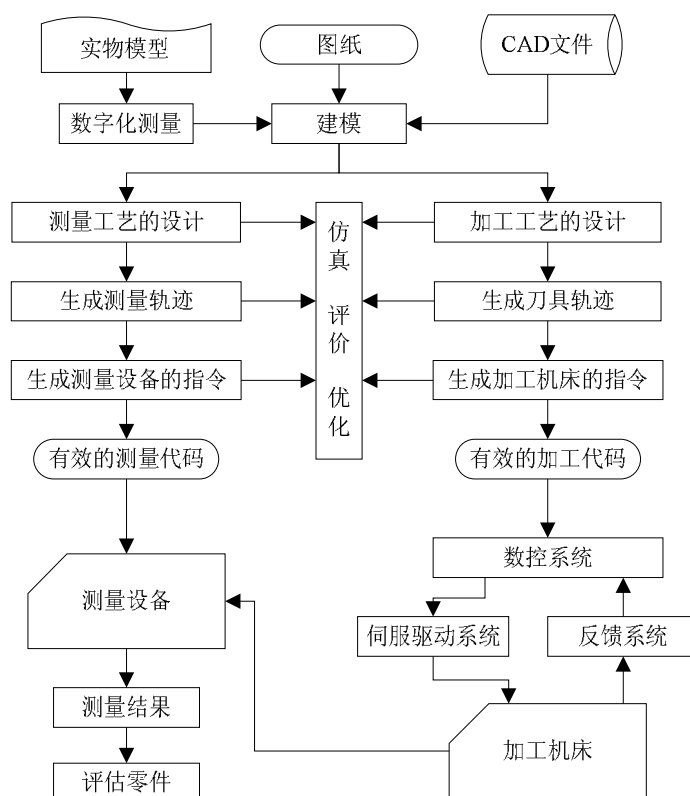 实物模型
图纸
CAD文件
数字化测量
建模
测量工艺的设计
仿真
评价
优化
加工工艺的设计
生成测量轨迹
生成刀具轨迹
生成测量设备的指令
生成加工机床的指令
有效的测量代码
有效的加工代码
数控系统
测量设备
伺服驱动系统
反馈系统
测量结果
加工机床
评估零件